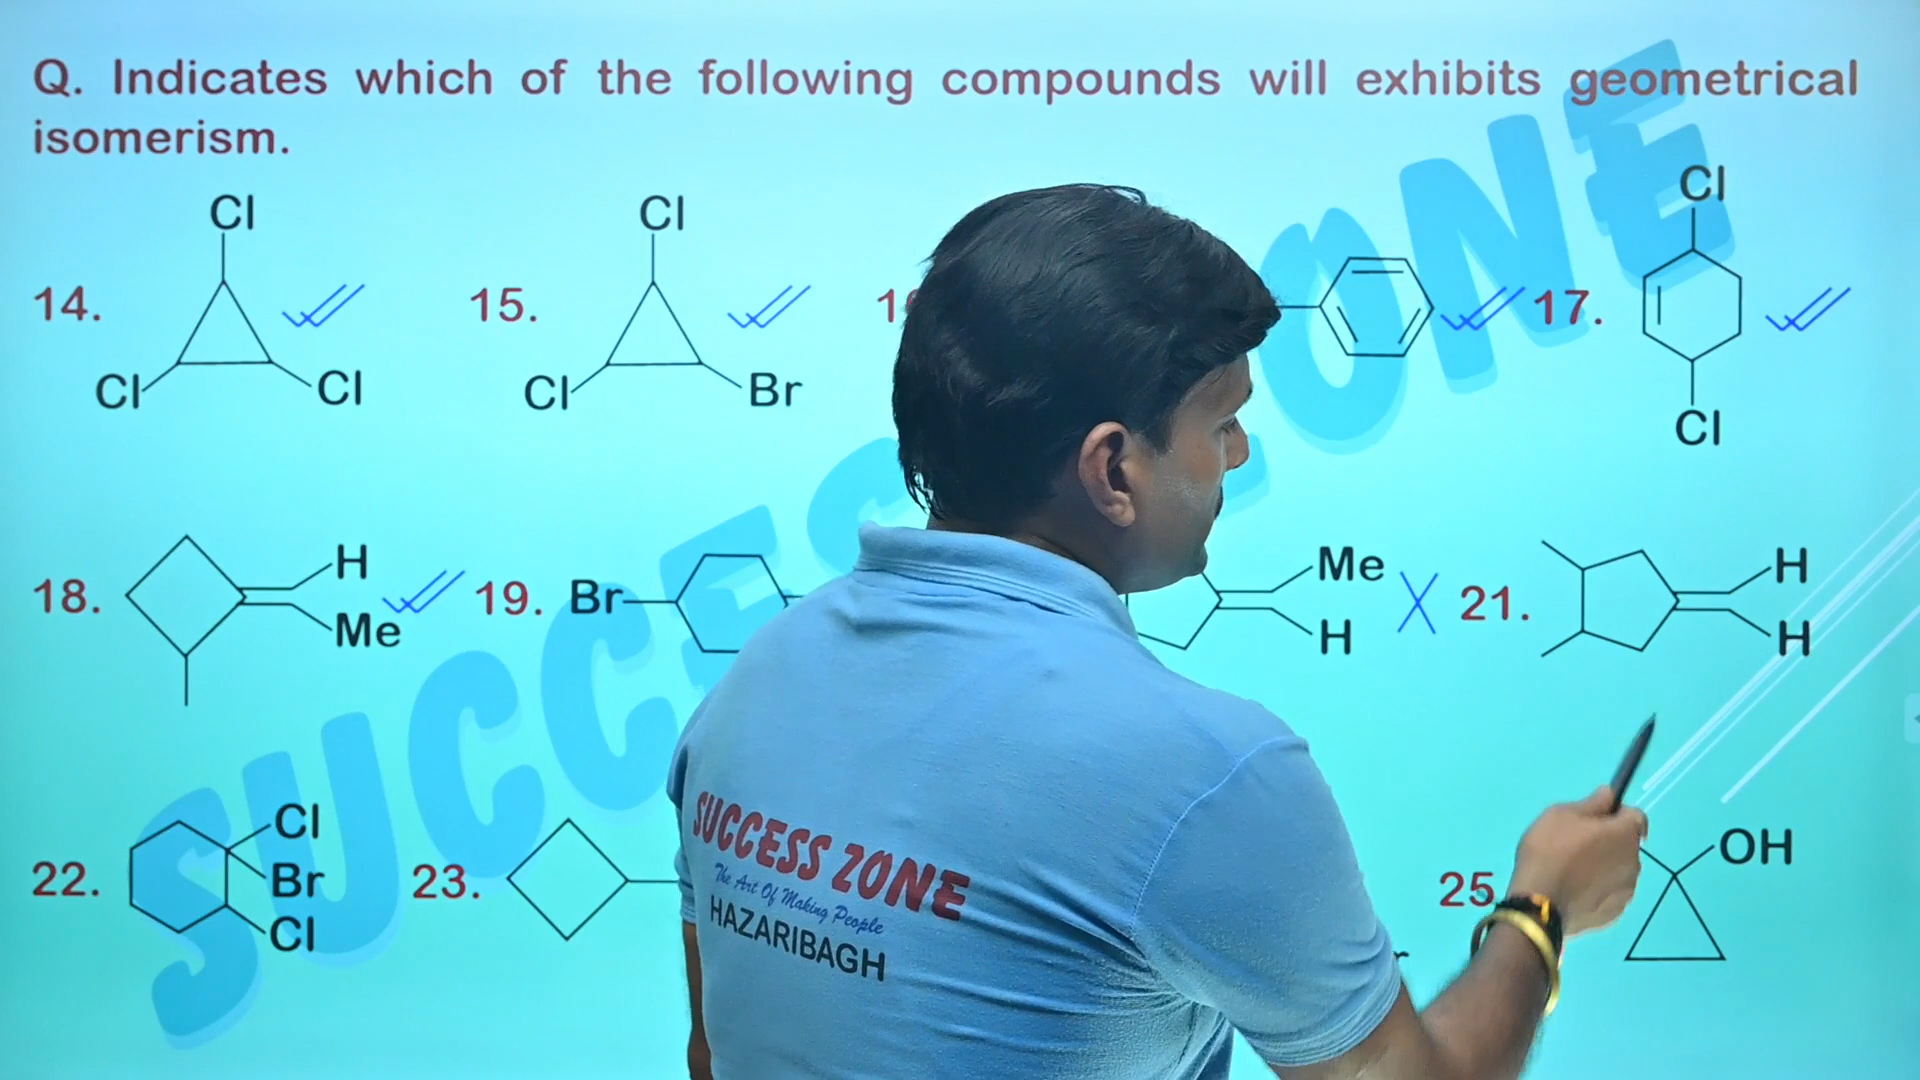 Q. Indicates which of the following compounds will exhibits geometrical
isomerism.
14.
Cl
Cl
Cl
15.
Cl
Cl
Br
17.
Cl
Cl
18.
H
Me
19.
Br
Me
H
21.
H
H
22.
Cl
Br
Cl
23.
25.
OH
SUCCESS ZONE
The Art Of Making People
HAZARIBAGH